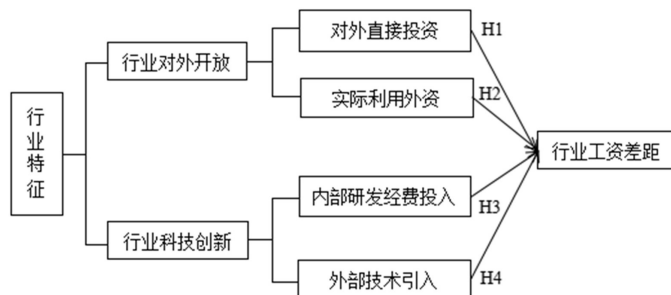 行业特征
行业对外开放
行业科技创新
对外直接投资
实际利用外资
内部研发经费投入
外部技术引入
H1
H2
H3
H4
行业工资差距